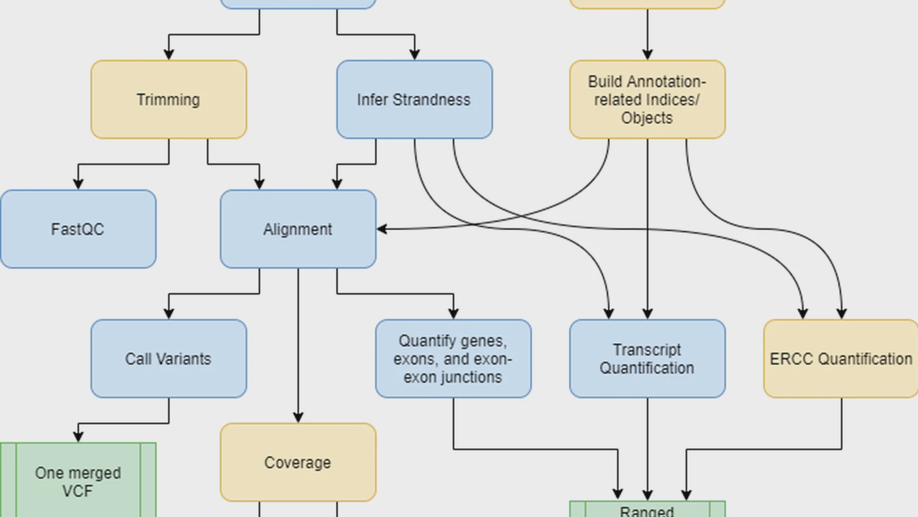 Trimming
Infer Strandness
Build Annotation-
related Indices/
Objects
FastQC
Alignment
Call Variants
Quantify genes,
exons, and exon-
exon junctions
Transcript
Quantification
ERCC Quantification
One merged
VCF
Coverage
Ranged